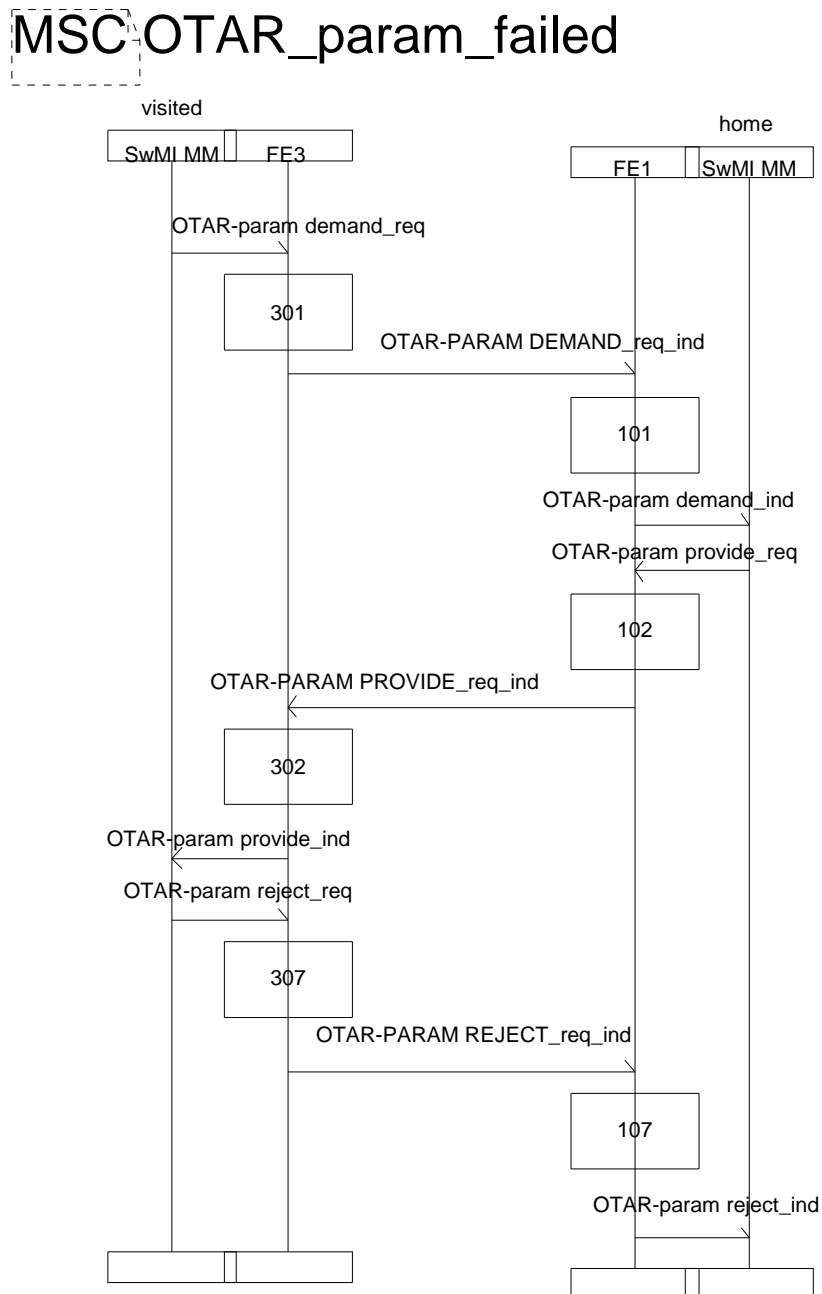 MSC OTAR_param_failed
visited
home
SwMI MM FE3
FE1 SwMI MM
OTAR-param demand_req
301
OTAR-PARAM DEMAND_req_ind
101
OTAR-param demand_ind
OTAR-param provide_req
102
OTAR-PARAM PROVIDE_req_ind
302
OTAR-param provide_ind
OTAR-param reject_req
307
OTAR-PARAM REJECT_req_ind
107
OTAR-param reject_ind